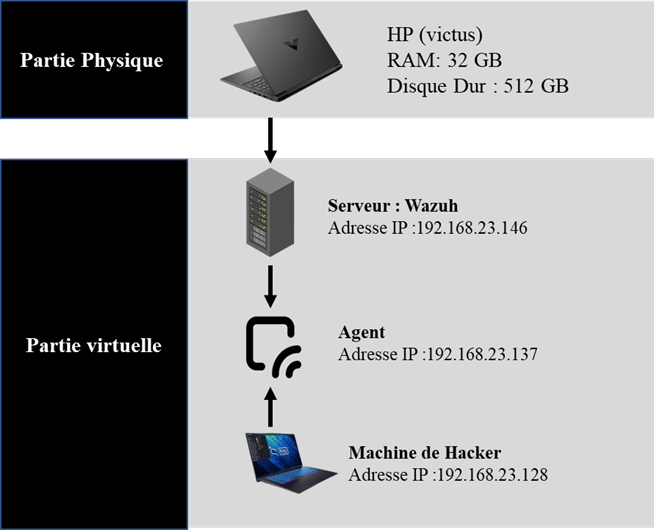 Partie Physique
HP (victus)
RAM: 32 GB
Disque Dur : 512 GB
Serveur : Wazuh
Adresse IP :192.168.23.146
Partie virtuelle
Agent
Adresse IP :192.168.23.137
Machine de Hacker
Adresse IP :192.168.23.128